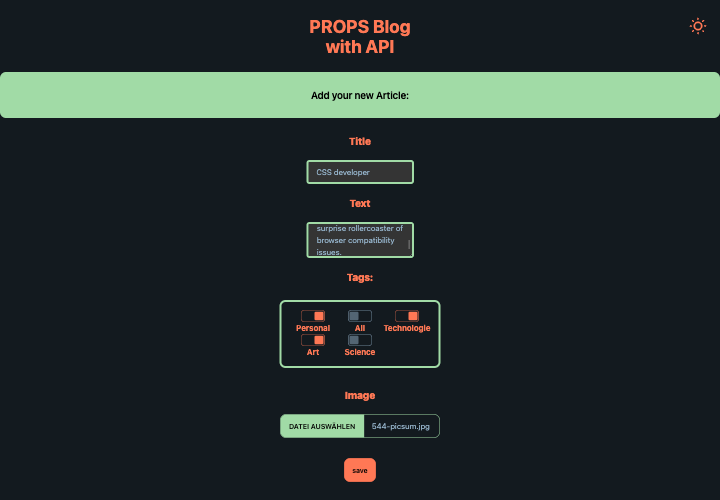 PROPS Blog
with API
Add your new Article:
Title
CSS developer
Text
surprise rollercoaster of
browser compatibility
issues.
Tags:
Personal
All
Technologie
Art
Science
Image
DATEI AUSWÄHLEN
544-picsum.jpg
save